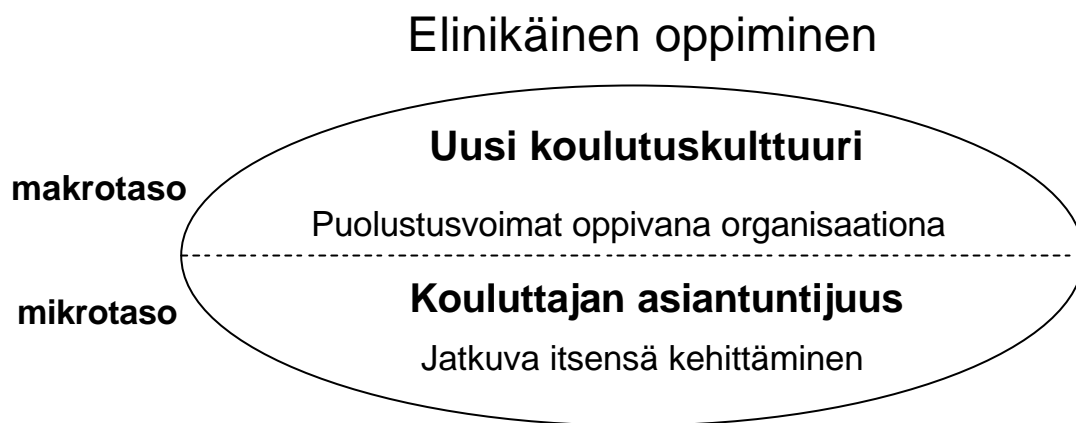 Elinikäinen oppiminen
Uusi koulutuskulttuuri
makrotaso
Puolustusvoimat oppivana organisaationa
Kouluttajan asiantuntijuus
mikrotaso
Jatkuva itsensä kehittäminen